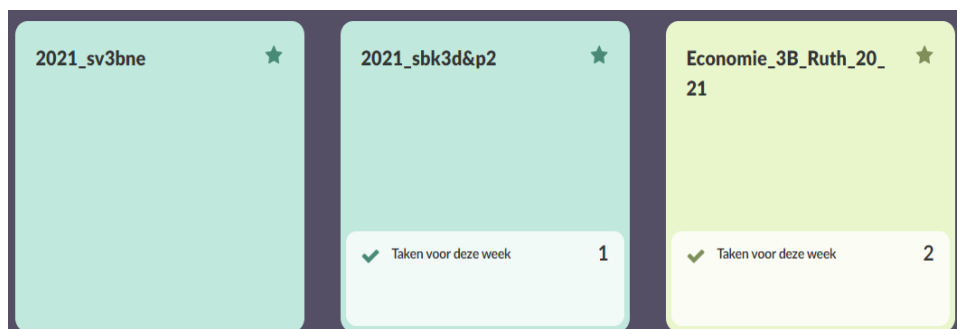 2021_sv3bne
2021_sbk3d&p2
Taken voor deze week 1
Economie_3B_Ruth_20_
21
Taken voor deze week 2